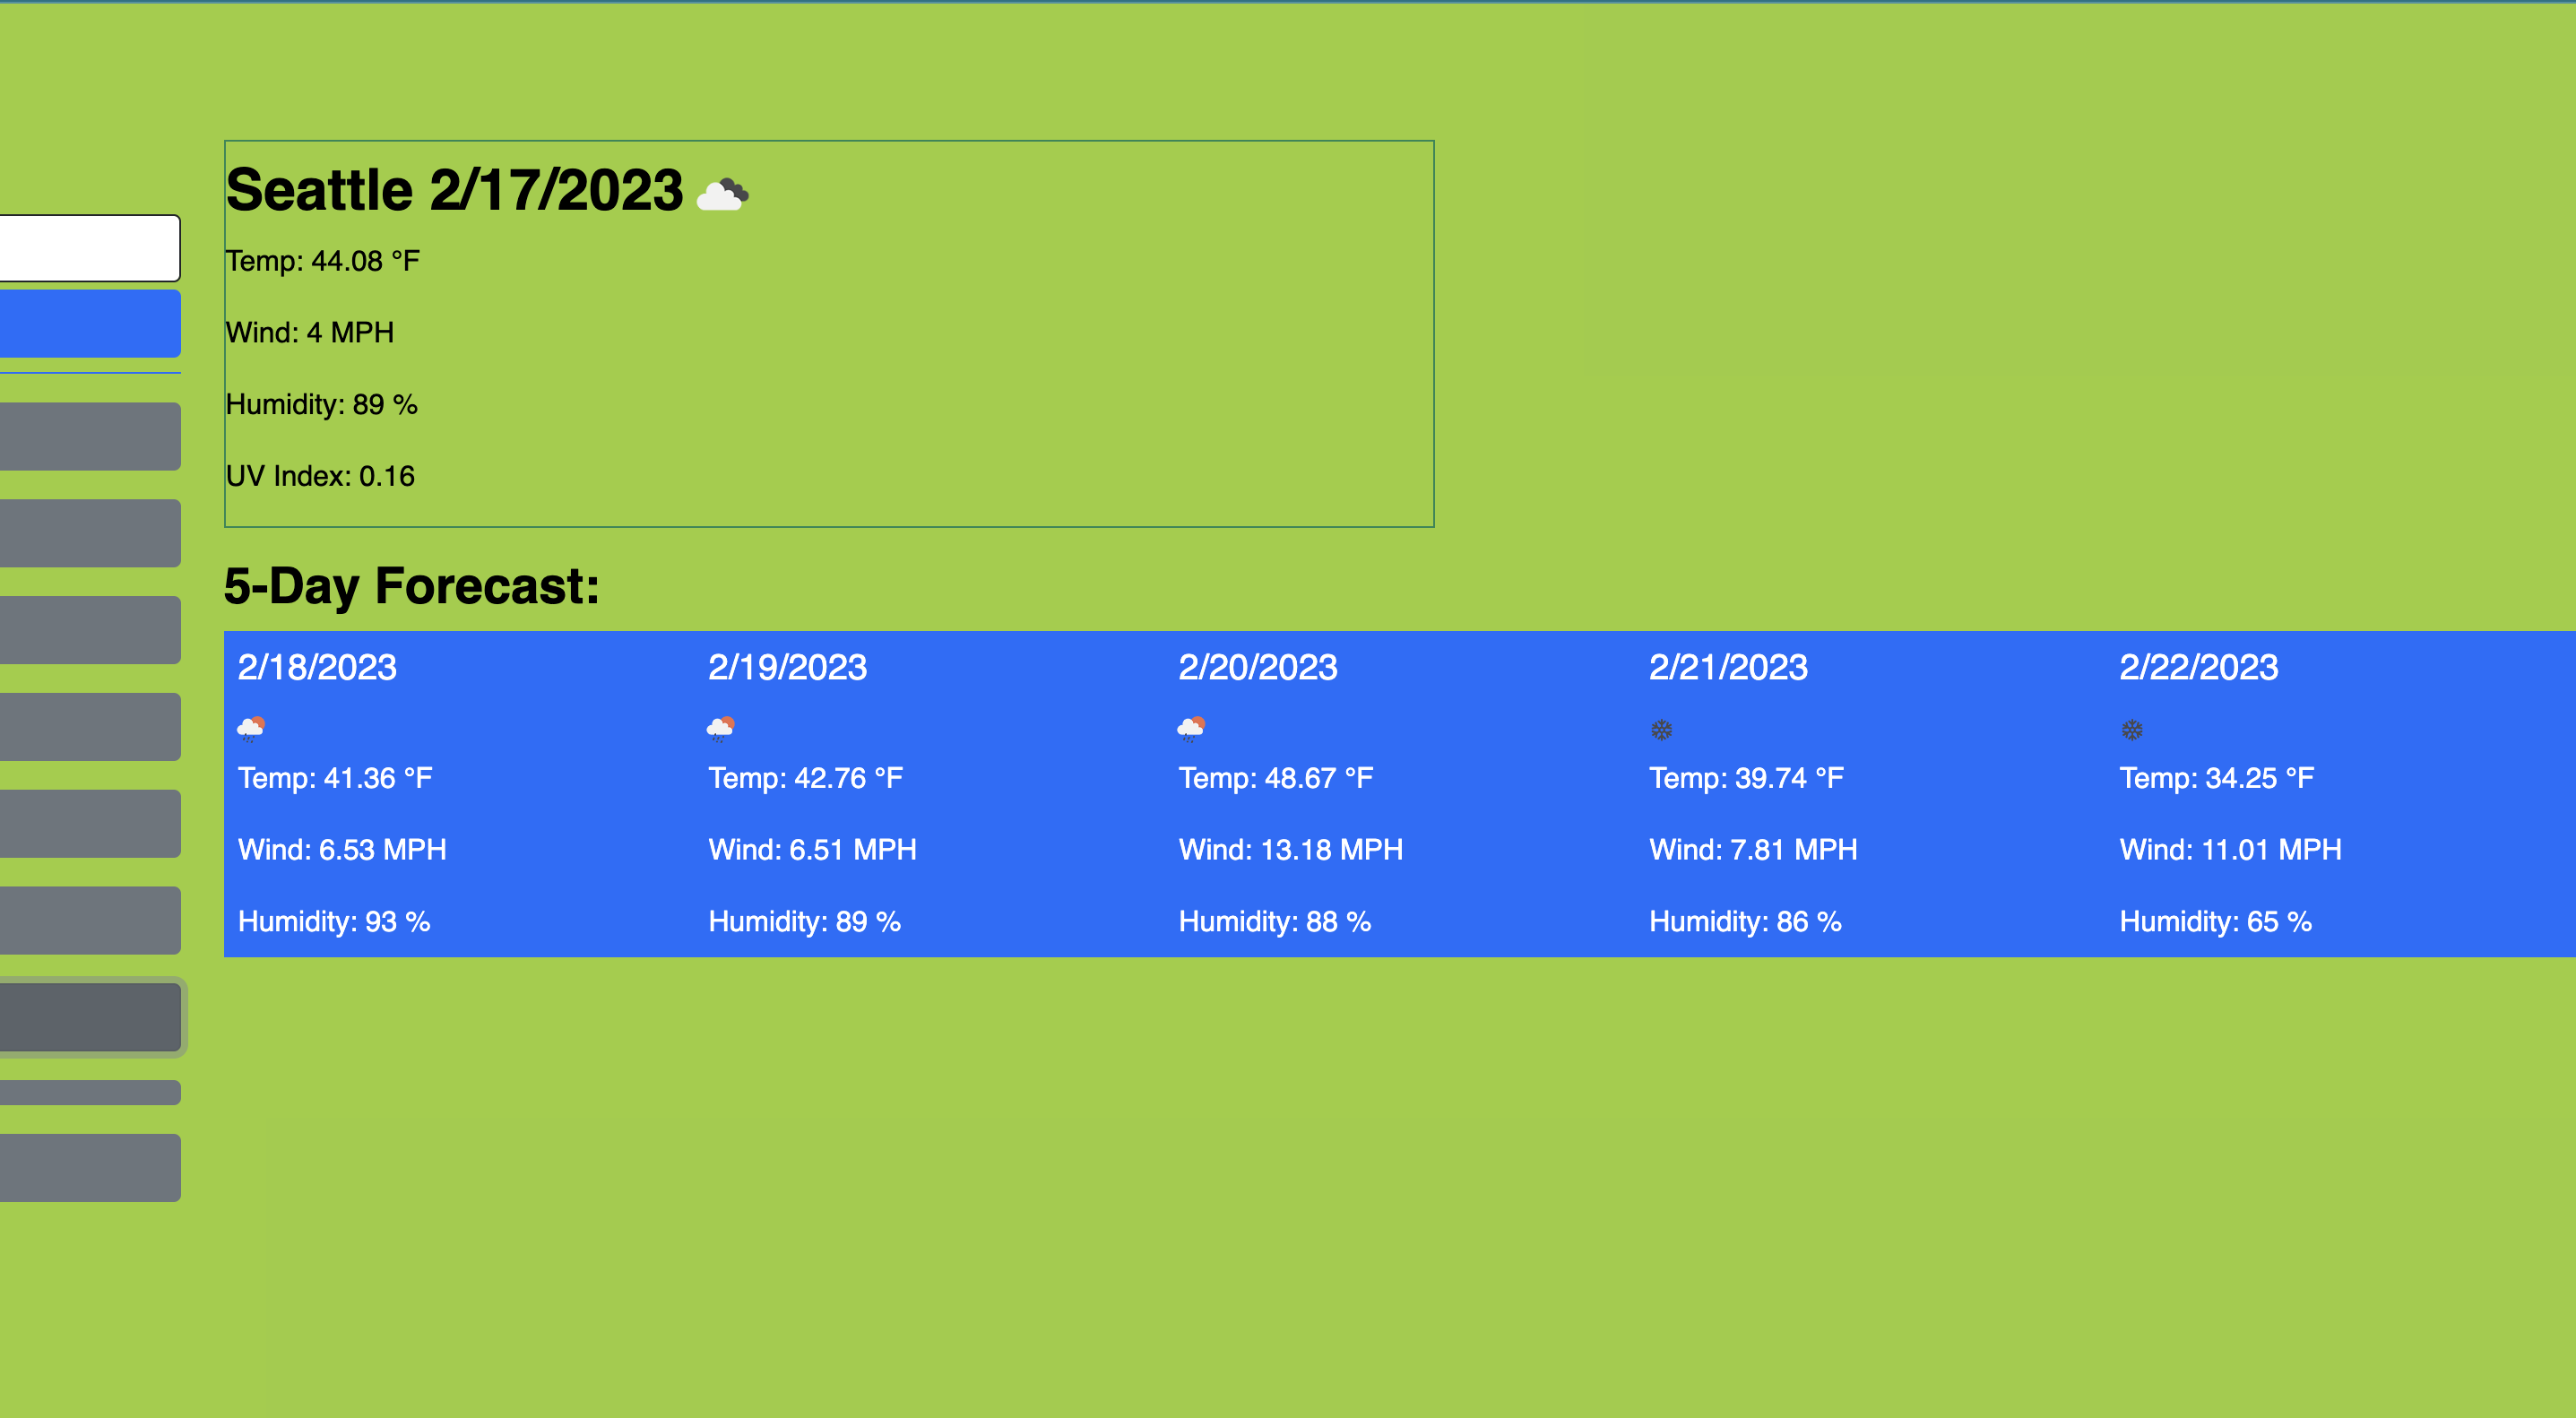 Seattle 2/17/2023
Temp: 44.08 °F
Wind: 4 MPH
Humidity: 89 %
UV Index: 0.16
5-Day Forecast:
2/18/2023
Temp: 41.36 °F
Wind: 6.53 MPH
Humidity: 93 %
2/19/2023
Temp: 42.76 °F
Wind: 6.51 MPH
Humidity: 89 %
2/20/2023
Temp: 48.67 °F
Wind: 13.18 MPH
Humidity: 88 %
2/21/2023
Temp: 39.74 °F
Wind: 7.81 MPH
Humidity: 86 %
2/22/2023
Temp: 34.25 °F
Wind: 11.01 MPH
Humidity: 65 %